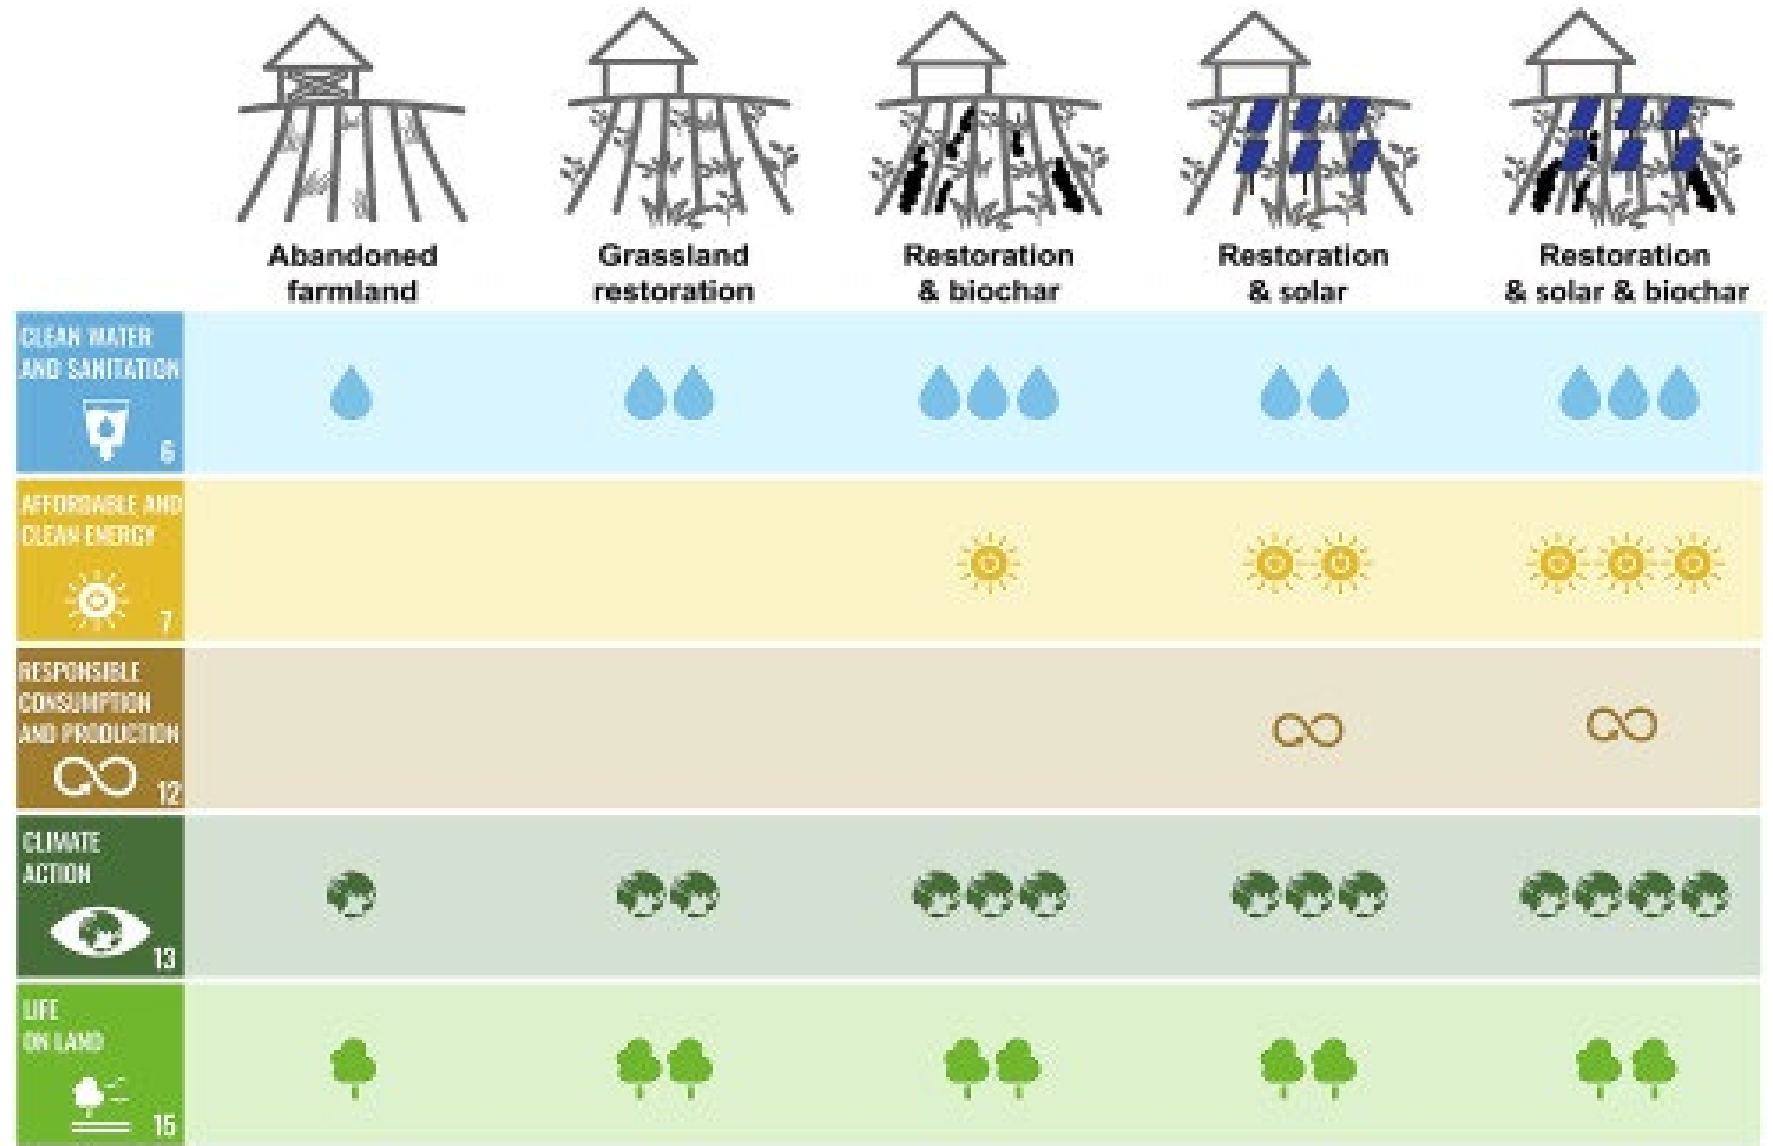 Abandoned
farmland
Grassland
restoration
Restoration
& biochar
Restoration
& solar
Restoration
& solar & biochar
CLEAN WATER
AND SANITATION
6
AFFORDABLE AND
CLEAN ENERGY
7
RESPONSIBLE
CONSUMPTION
AND PRODUCTION
12
CLIMATE
ACTION
13
LIFE
ON LAND
15